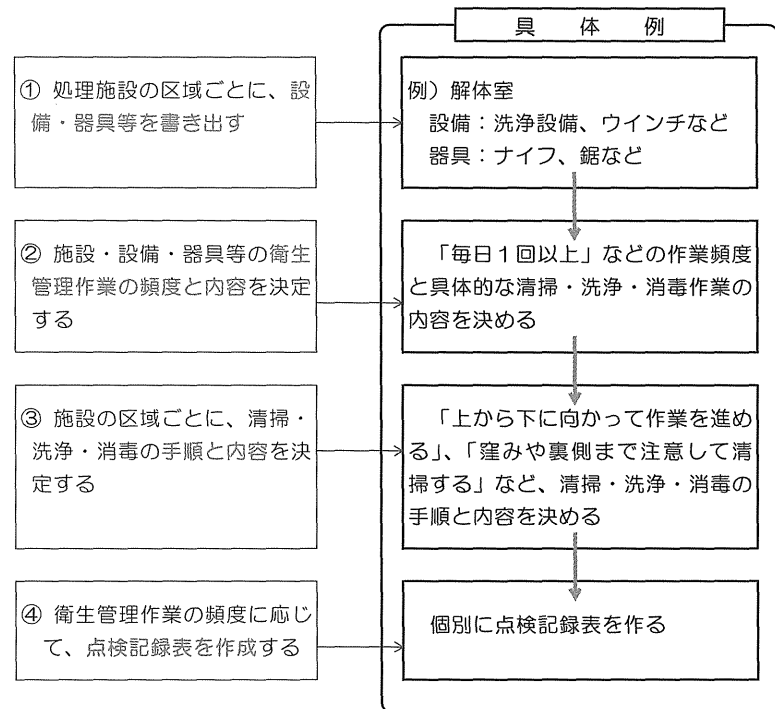 具体例
① 処理施設の区域ごとに、設
備・器具等を書き出す
例）解体室
設備：洗浄設備、ウインチなど
器具：ナイフ、鋸など
② 施設・設備・器具等の衛生
管理作業の頻度と内容を決定
する
「毎日１回以上」などの作業頻度
と具体的な清掃・洗浄・消毒作業の
内容を決める
③ 施設の区域ごとに、清掃・
洗浄・消毒の手順と内容を決
定する
「上から下に向かって作業を進め
る」、「窪みや裏側まで注意して清
掃する」など、清掃・洗浄・消毒の
手順と内容を決める
④ 衛生管理作業の頻度に応じ
て、点検記録表を作成する
個別に点検記録表を作る